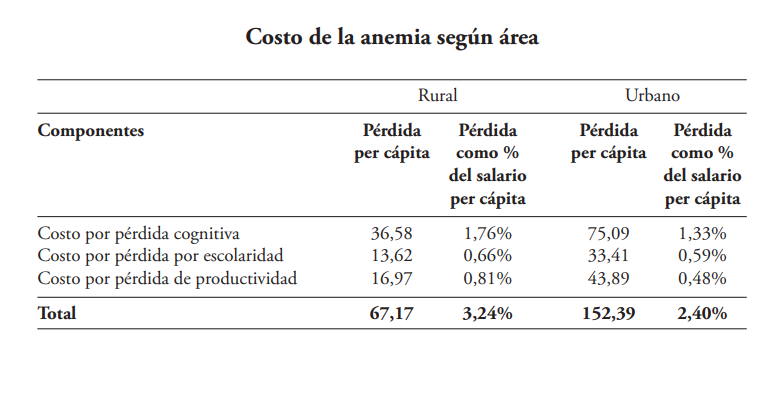 Costo de la anemia según área
Rural Urbano
Componentes Pérdida Pérdida Pérdida Pérdida
per cápita como % per cápita como %
del salario del salario
per cápita per cápita
Costo por pérdida cognitiva 36,58 1,76% 75,09 1,33%
Costo por pérdida por escolaridad 13,62 0,66% 33,41 0,59%
Costo por pérdida de productividad 16,97 0,81% 43,89 0,48%
Total 67,17 3,24% 152,39 2,40%